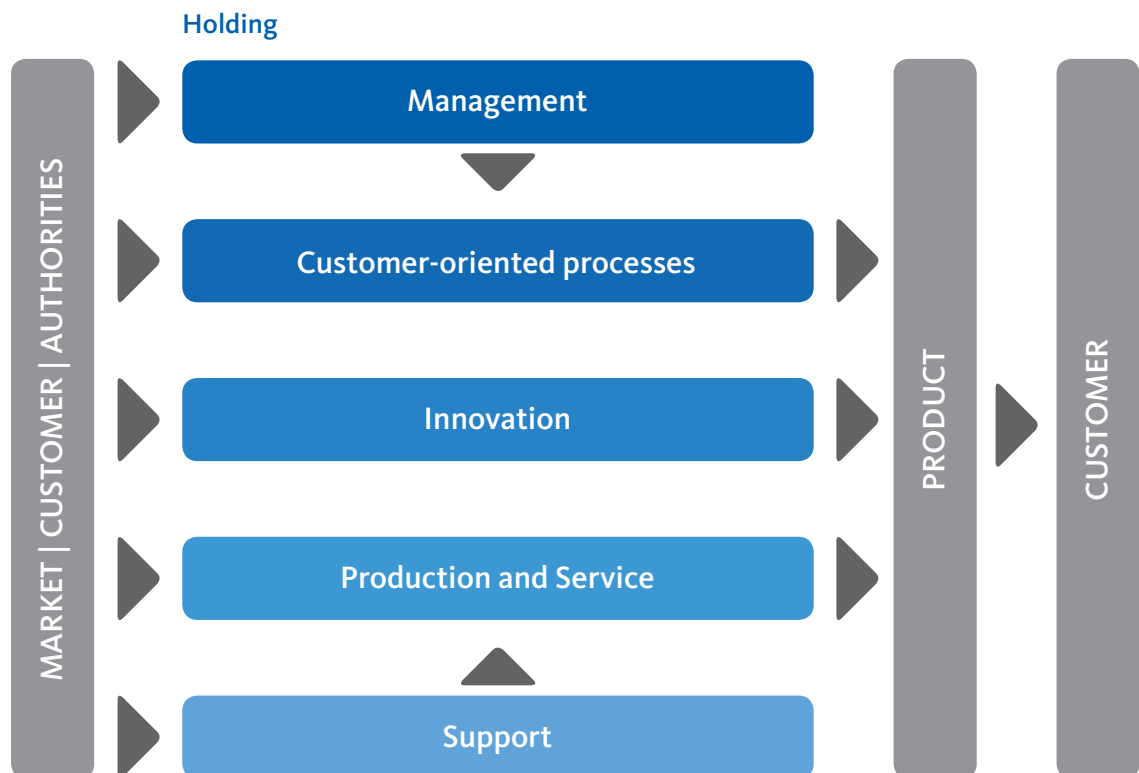 Holding
MARKET | CUSTOMER | AUTHORITIES
Management
Customer-oriented processes
Innovation
Production and Service
Support
PRODUCT
CUSTOMER